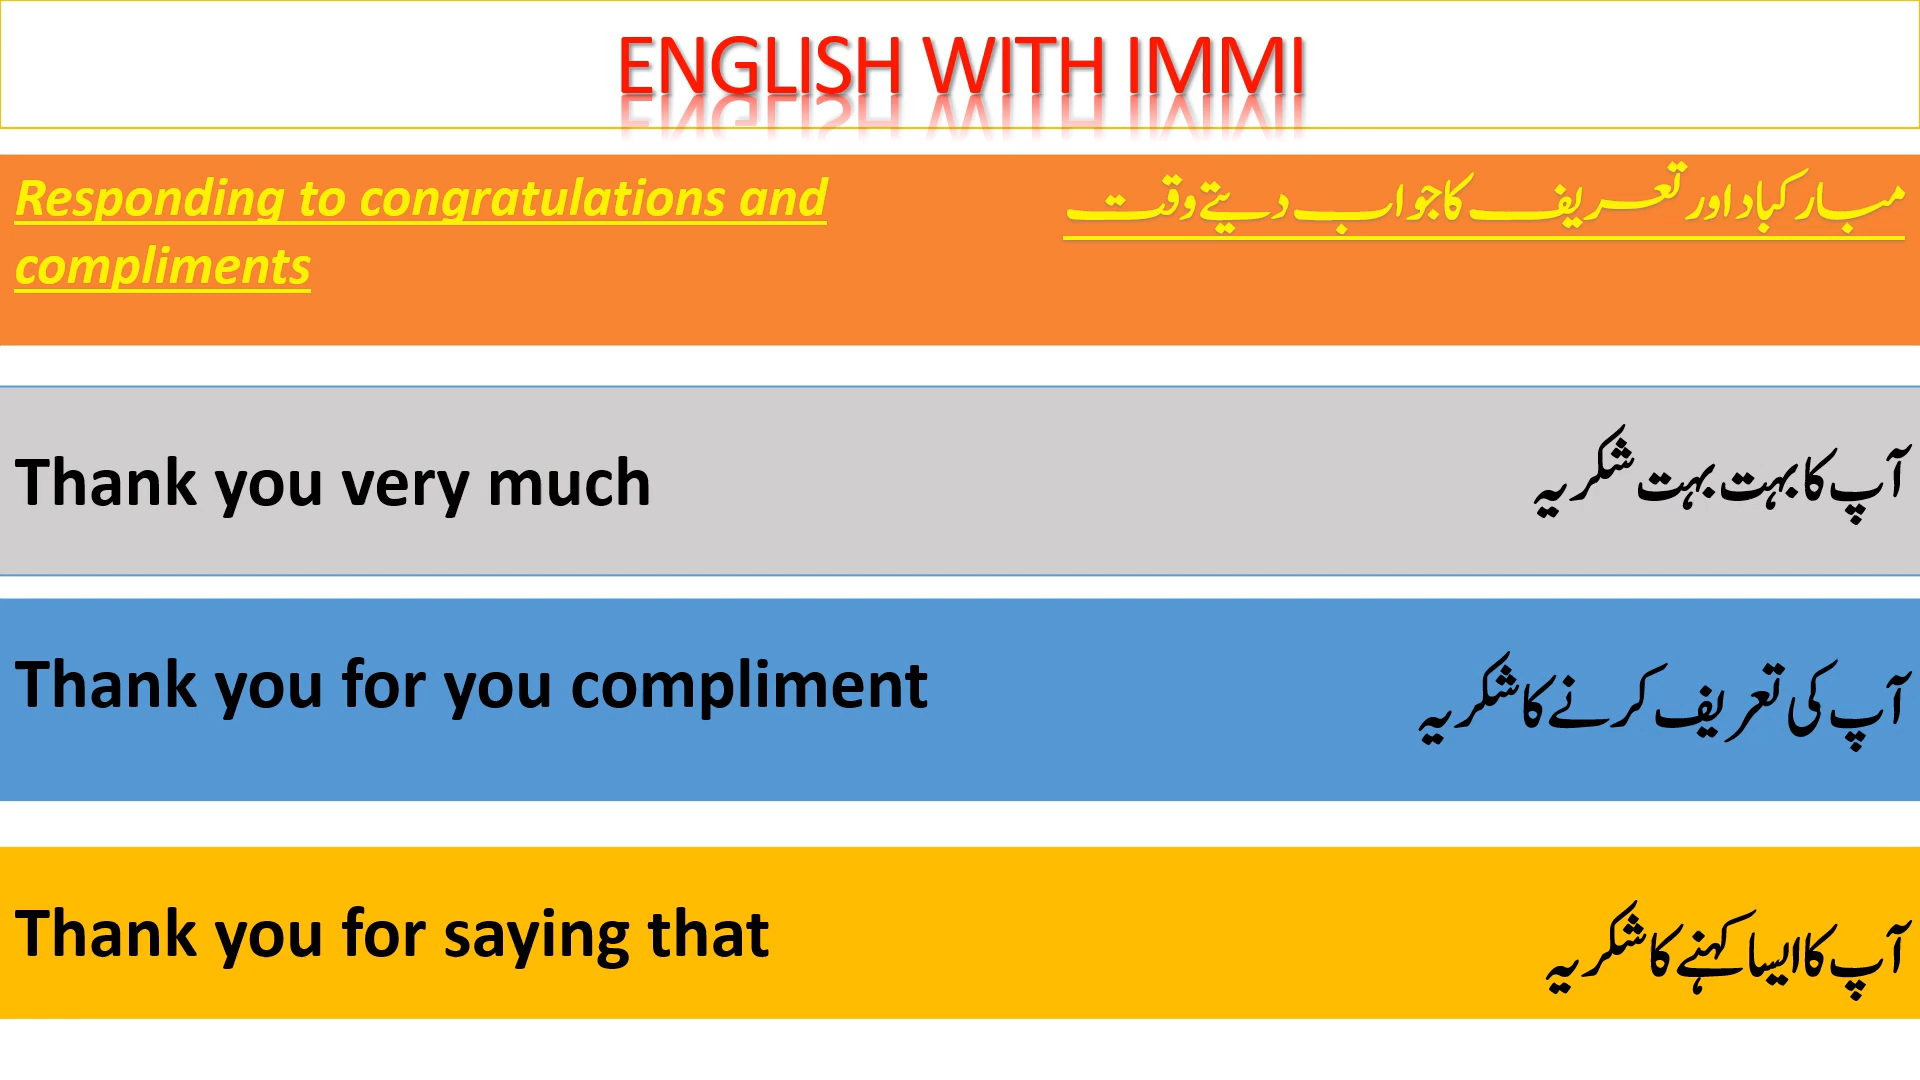 ENGLISH WITH IMMI
Responding to congratulations and
compliments
مبارکباد اور تعریف کا جواب دیتے وقت
Thank you very much
آپ کا بہت بہت شکریہ
Thank you for you compliment
آپ کی تعریف کرنے کا شکریہ
Thank you for saying that
آپ کا ایسا کہنے کا شکریہ